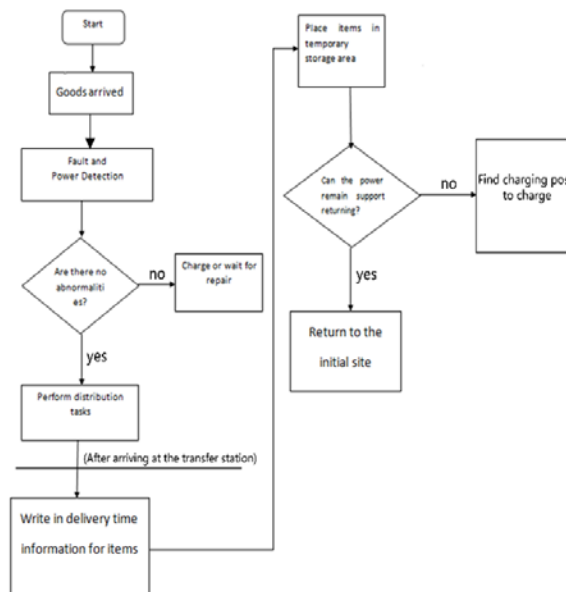 Start
Goods arrived
Fault and
Power Detection
Are there no
abnormaliti
es?
no
Charge or wait for
repair
yes
Perform distribution
tasks
(After arriving at the transfer station)
Write in delivery time
information for items
Place items in
temporary
storage area
Can the
power
remain support
returning?
no
Find charging pos
to charge
yes
Return to the
initial site